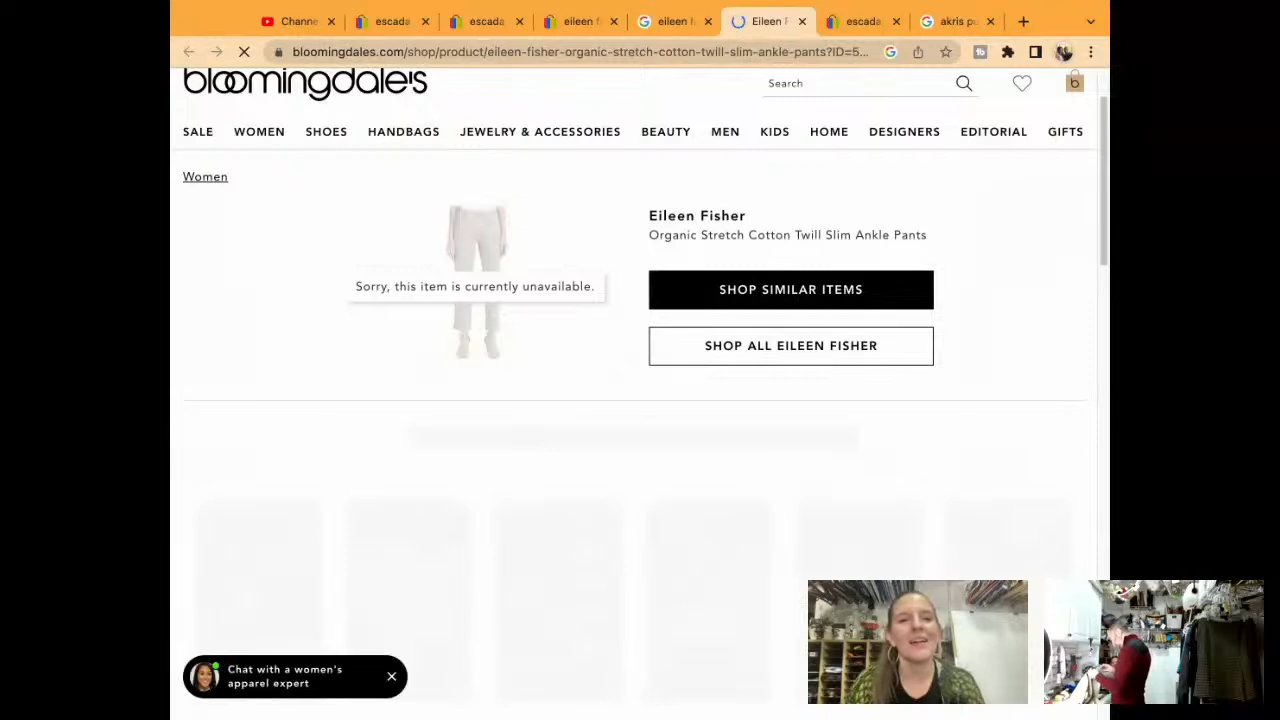 Channe
escada
escada
eileen f
eileen f
Eileen F
escada
akris pu
bloomingdales.com/shop/product/eileen-fisher-organic-stretch-cotton-twill-slim-ankle-pants?ID=5...
bloomingdale's
Search
b
SALE WOMEN SHOES HANDBAGS JEWELRY & ACCESSORIES BEAUTY MEN KIDS HOME DESIGNERS EDITORIAL GIFTS
Women
Eileen Fisher
Organic Stretch Cotton Twill Slim Ankle Pants
Sorry, this item is currently unavailable.
SHOP SIMILAR ITEMS
SHOP ALL EILEEN FISHER
Chat with a women's
apparel expert